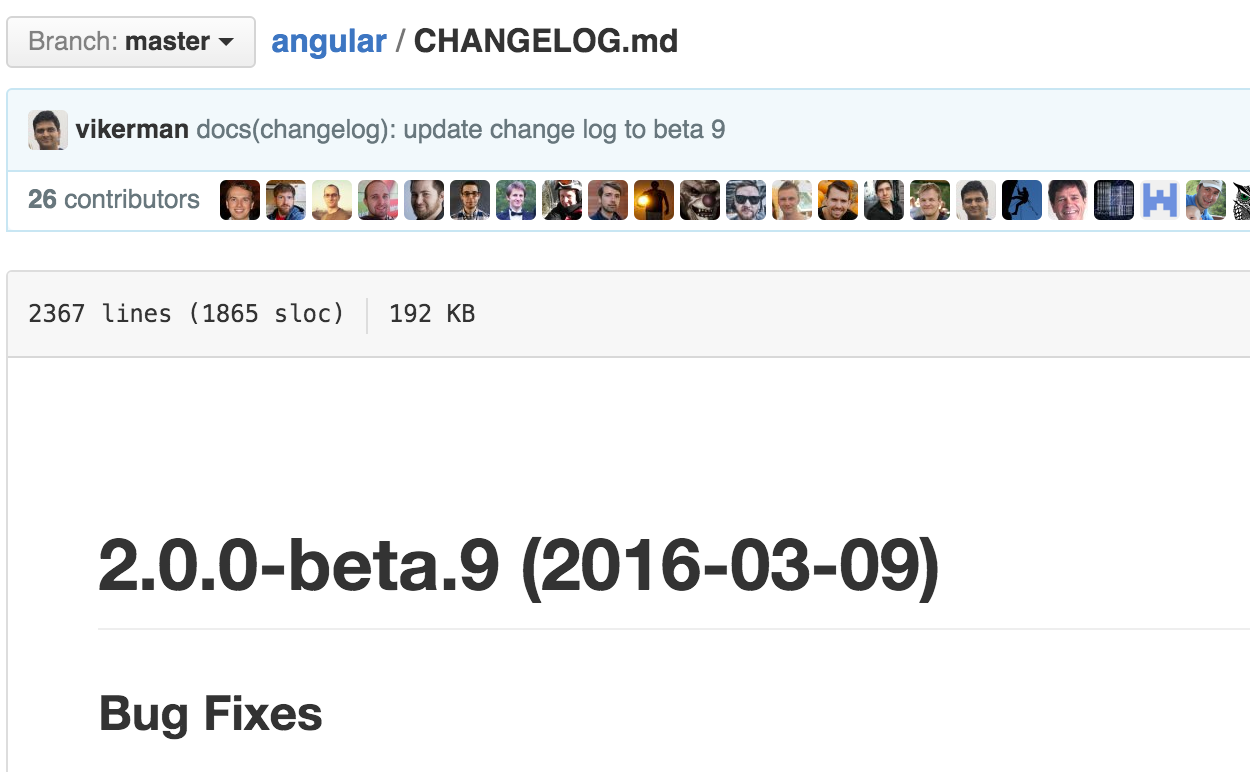 Branch: master angular / CHANGELOG.md
vikerman docs(changelog): update change log to beta 9
26 contributors
2367 lines (1865 sloc) 192 KB
2.0.0-beta.9 (2016-03-09)
Bug Fixes